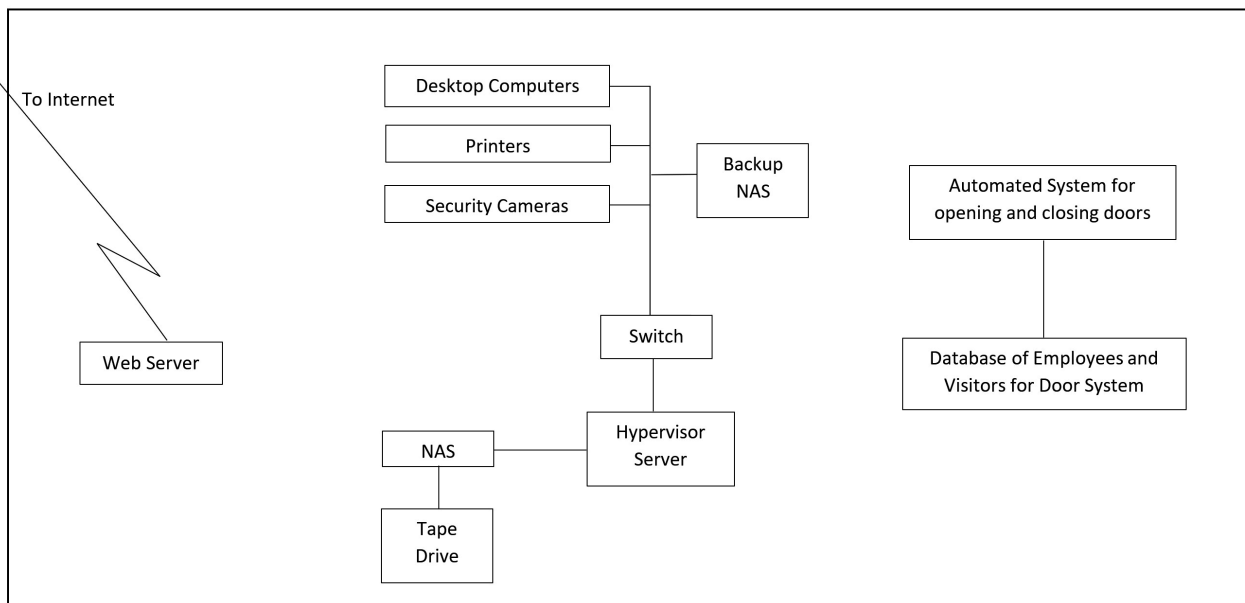 To Internet
Web Server
Desktop Computers
Printers
Security Cameras
Backup
NAS
Switch
Hypervisor
Server
NAS
Tape
Drive
Automated System for
opening and closing doors
Database of Employees and
Visitors for Door System